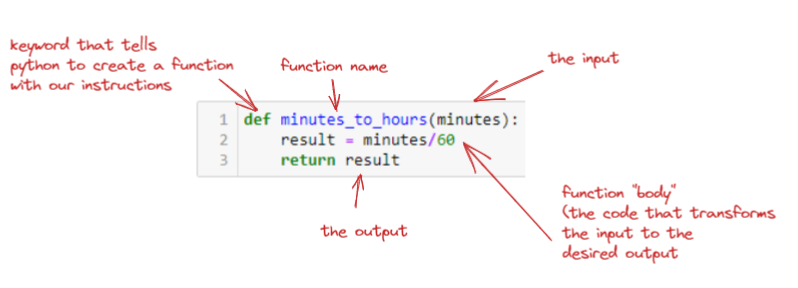 keyword that tells
python to create a function
with our instructions
function name
the input
1 def minutes_to_hours(minutes):
2     result = minutes/60
3     return result
the output
function "body"
(the code that transforms
the input to the
desired output